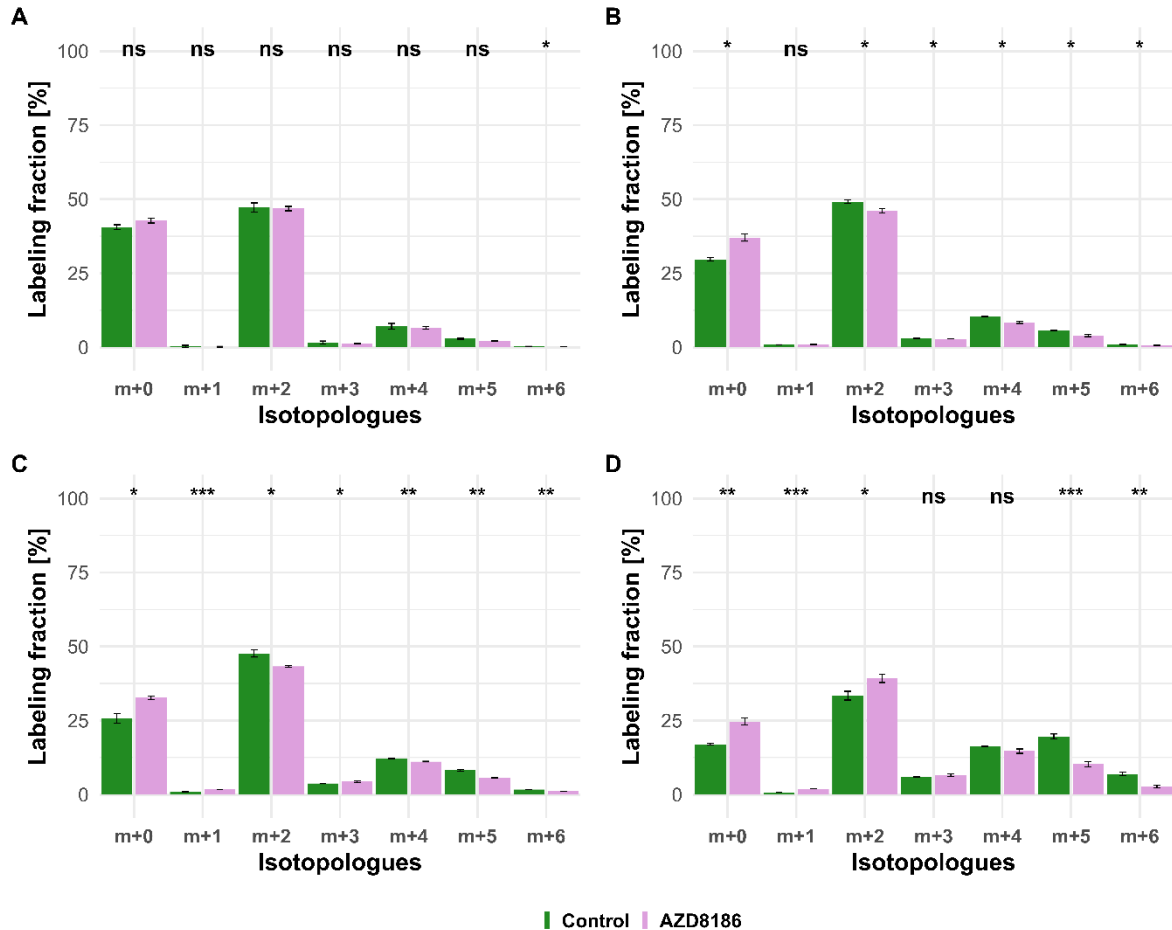 A
ns ns ns ns ns ns *
100
75
50
25
0
Labeling fraction [%]
m+0 m+1 m+2 m+3 m+4 m+5 m+6
Isotopologues
B
* ns * * * * *
100
75
50
25
0
Labeling fraction [%]
m+0 m+1 m+2 m+3 m+4 m+5 m+6
Isotopologues
C
* *** * * ** ** **
100
75
50
25
0
Labeling fraction [%]
m+0 m+1 m+2 m+3 m+4 m+5 m+6
Isotopologues
D
** *** * ns ns *** **
100
75
50
25
0
Labeling fraction [%]
m+0 m+1 m+2 m+3 m+4 m+5 m+6
Isotopologues
Control AZD8186